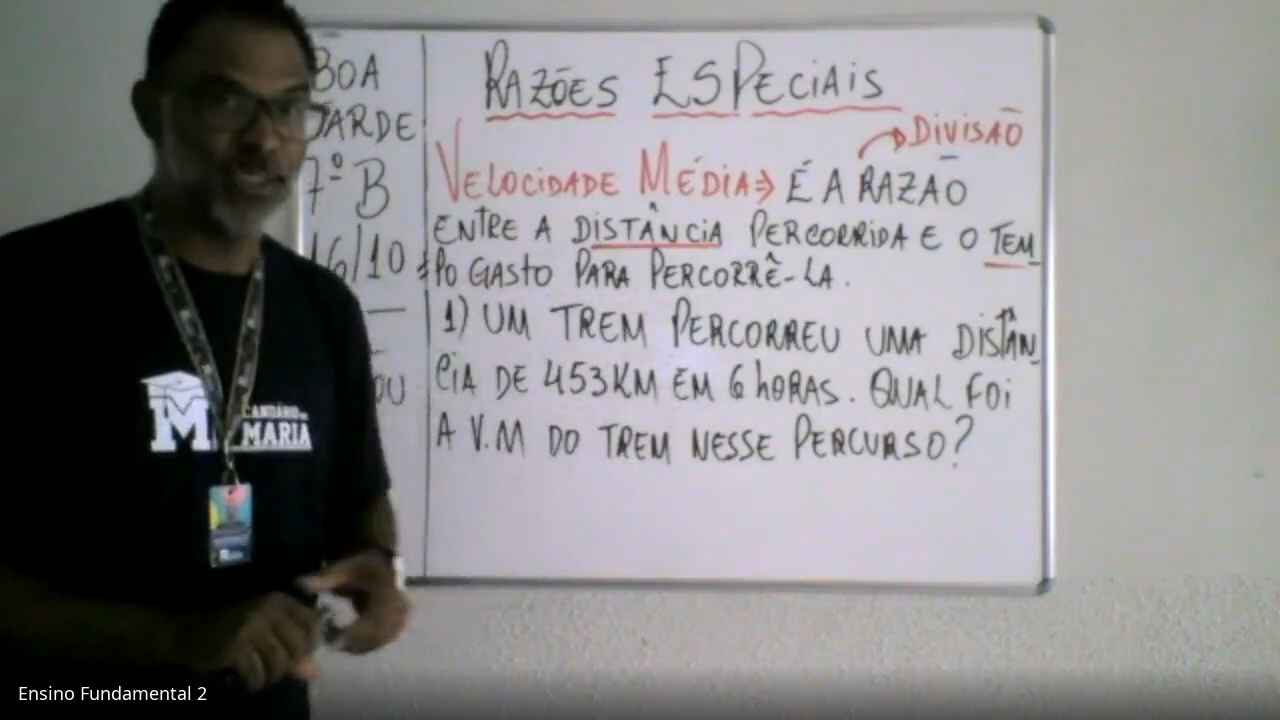 BOA
TARDE
7º B
16/10
OU
RAZÕES ESPECIAIS
DIVISÃO
VELOCIDADE MÉDIA => É A RAZÃO
ENTRE A DISTÂNCIA PERCORRIDA E O TEM
PO GASTO PARA PERCORRÊ-LA.
1) UM TREM PERCORREU UMA DISTÂN
CIA DE 453KM EM 6 hORAS. QUAL FOI
A V.M DO TREM NESSE PERCURSO?
M
MARIA
Ensino Fundamental 2